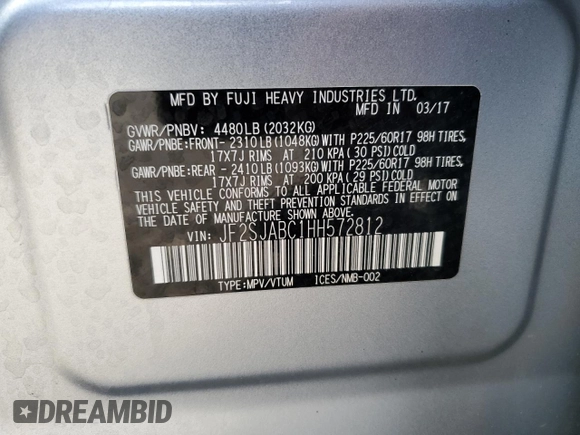 MFD BY FUJI HEAVY INDUSTRIES LTD.
MFD IN 03/17
GVWR/PNBV: 4480LB(2032KG)
GAWR/PNBE:FRONT- 2310LB(1048KG)WITH P225/60R17 98H TIRES,
17X7J RIMS AT 210 KPA( 30 PSI)COLD
GAWR/PNBE:REAR - 2410LB(1093KG)WITH P225/60R17 98H TIRES,
17X7J RIMS AT 200 KPA( 29 PSI)COLD
THIS VEHICLE CONFORMS TO ALL APPLICABLE FEDERAL MOTOR
VEHICLE SAFETY, BUMPER, AND THEFT PREVENTION STANDARDS
IN EFFECT ON THE DATE OF MANUFACTURE SHOWN ABOVE.
VIN: JF2SJABC1HH572812
TYPE:MPV/VTUM ICES/NMB-002
DREAMBID
DREAMBID.COM